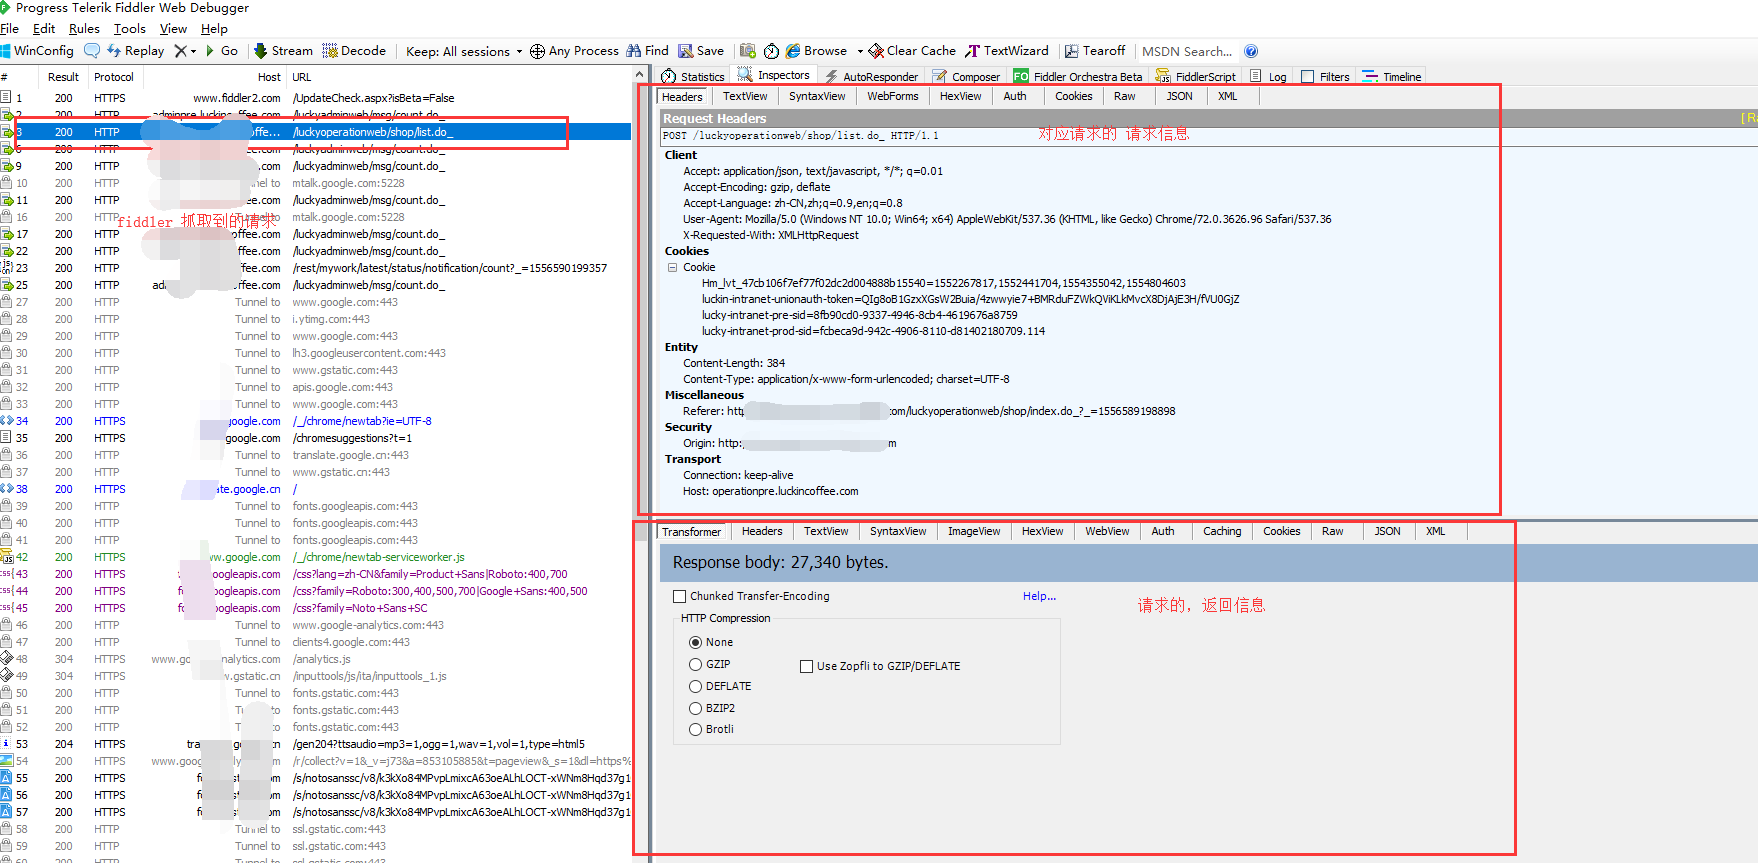 Progress Telerik Fiddler Web Debugger
File Edit Rules Tools View Help
WinConfig Replay Go Stream Decode Keep: All sessions Any Process Find Save Browse Clear Cache TextWizard Tearoff MSDN Search...
# Result Protocol Host URL
1 200 HTTPS www.fiddler2.com /UpdateCheck.aspx?isBeta=False
2 200 HTTP adminpre.luckincoffee.com /luckyadminweb/msg/count.do_
3 200 HTTP offe... /luckyoperationweb/shop/list.do_
8 200 HTTP ffee.com /luckyadminweb/msg/count.do_
9 200 HTTP ffee.com /luckyadminweb/msg/count.do_
10 200 HTTP nnel to mtalk.google.com:5228
11 200 HTTP offee.com /luckyadminweb/msg/count.do_
16 200 HTTP nnel to mtalk.google.com:5228
fiddler 抓取到的请求
17 200 HTTP offee.com /luckyadminweb/msg/count.do_
22 200 HTTP offee.com /luckyadminweb/msg/count.do_
23 200 HTTP offee.com /rest/mywork/latest/status/notification/count?_=1556590199357
25 200 HTTP ad ffee.com /luckyadminweb/msg/count.do_
27 200 HTTP Tunnel to www.google.com:443
28 200 HTTP Tunnel to i.ytimg.com:443
29 200 HTTP Tunnel to www.google.com:443
30 200 HTTP Tunnel to lh3.googleusercontent.com:443
31 200 HTTP Tunnel to www.gstatic.com:443
32 200 HTTP Tunnel to apis.google.com:443
33 200 HTTP Tunnel to www.google.com:443
34 200 HTTPS google.com /_/chrome/newtab?ie=UTF-8
35 200 HTTPS google.com /chromesuggestions?t=1
36 200 HTTP Tunnel to translate.google.cn:443
37 200 HTTP Tunnel to www.gstatic.com:443
38 200 HTTPS ate.google.cn /
39 200 HTTP Tunnel to fonts.googleapis.com:443
40 200 HTTP Tunnel to fonts.googleapis.com:443
41 200 HTTP Tunnel to fonts.googleapis.com:443
42 200 HTTPS ww.google.com /_/chrome/newtab-serviceworker.js
43 200 HTTPS googleapis.com /css?lang=zh-CN&family=Product+Sans|Roboto:400,700
44 200 HTTPS fo googleapis.com /css?family=Roboto:300,400,500,700|Google+Sans:400,500
45 200 HTTPS fo googleapis.com /css?family=Noto+Sans+SC
46 200 HTTP Tunnel to www.google-analytics.com:443
47 200 HTTP Tunnel to clients4.google.com:443
48 304 HTTPS www.go nalytics.com /analytics.js
49 304 HTTPS w.gstatic.cn /inputtools/js/ita/inputtools_1.js
50 200 HTTP Tunnel to fonts.gstatic.com:443
51 200 HTTP Tunnel to fonts.gstatic.com:443
52 200 HTTP Tunnel to fonts.gstatic.com:443
53 204 HTTPS tra /gen204?ttsaudio=mp3=1,ogg=1,wav=1,vol=1,type=html5
54 200 HTTPS www.goo /r/collect?v=1&_v=j73&a=853105885&t=pageview&_s=1&dl=https%
55 200 HTTPS /s/notosanssc/v8/k3kXo84MPvpLmixcA63oeALhLOCT-xWNm8Hqd37g1
56 200 HTTPS /s/notosanssc/v8/k3kXo84MPvpLmixcA63oeALhLOCT-xWNm8Hqd37g1
57 200 HTTPS /s/notosanssc/v8/k3kXo84MPvpLmixcA63oeALhLOCT-xWNm8Hqd37g1
58 200 HTTP Tunnel to ssl.gstatic.com:443
59 200 HTTP Tunnel to ssl.gstatic.com:443
60 200 HTTP Tunnel to ssl.gstatic.com:443
Statistics Inspectors AutoResponder Composer FO Fiddler Orchestra Beta FiddlerScript Log Filters Timeline
Headers TextView SyntaxView WebForms HexView Auth Cookies Raw JSON XML
Request Headers [ Ra
POST /luckyoperationweb/shop/list.do_ HTTP/1.1
对应请求的 请求信息
Client
Accept: application/json, text/javascript, */*; q=0.01
Accept-Encoding: gzip, deflate
Accept-Language: zh-CN,zh;q=0.9,en;q=0.8
User-Agent: Mozilla/5.0 (Windows NT 10.0; Win64; x64) AppleWebKit/537.36 (KHTML, like Gecko) Chrome/72.0.3626.96 Safari/537.36
X-Requested-With: XMLHttpRequest
Cookies
Cookie
Hm_lvt_47cb106f7ef77f02dc2d004888b15540=1552267817,1552441704,1554355042,1554804603
luckin-intranet-unionauth-token=QIg8oB1GzxXGsW2Buia/4zwwyie7+BMRduFZWkQViKLkMvcX8DjAjE3H/fVU0GjZ
lucky-intranet-pre-sid=8fb90cd0-9337-4946-8cb4-4619676a8759
lucky-intranet-prod-sid=fcbeca9d-942c-4906-8110-d81402180709.114
Entity
Content-Length: 384
Content-Type: application/x-www-form-urlencoded; charset=UTF-8
Miscellaneous
Referer: htt com/luckyoperationweb/shop/index.do_?_=1556589198898
Security
Origin: http: m
Transport
Connection: keep-alive
Host: operationpre.luckincoffee.com
Transformer Headers TextView SyntaxView ImageView HexView WebView Auth Caching Cookies Raw JSON XML
Response body: 27,340 bytes.
Chunked Transfer-Encoding Help...
请求的，返回信息
HTTP Compression
None
GZIP Use Zopfli to GZIP/DEFLATE
DEFLATE
BZIP2
Brotli